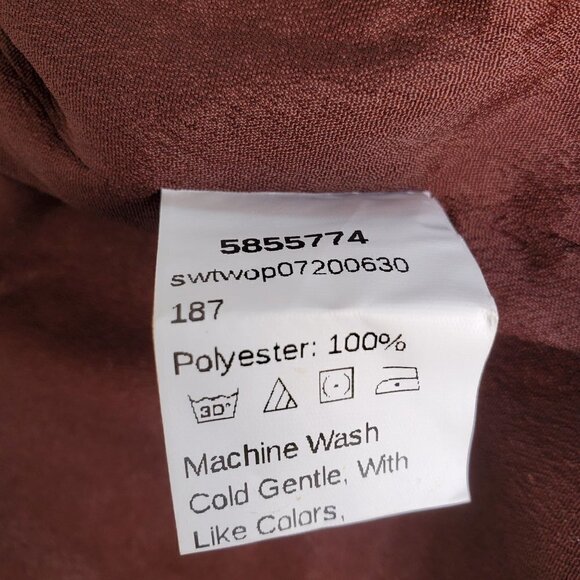 5855774
swtwop07200630
187
Polyester: 100%
30°
Machine Wash
Cold Gentle, With
Like Colors,